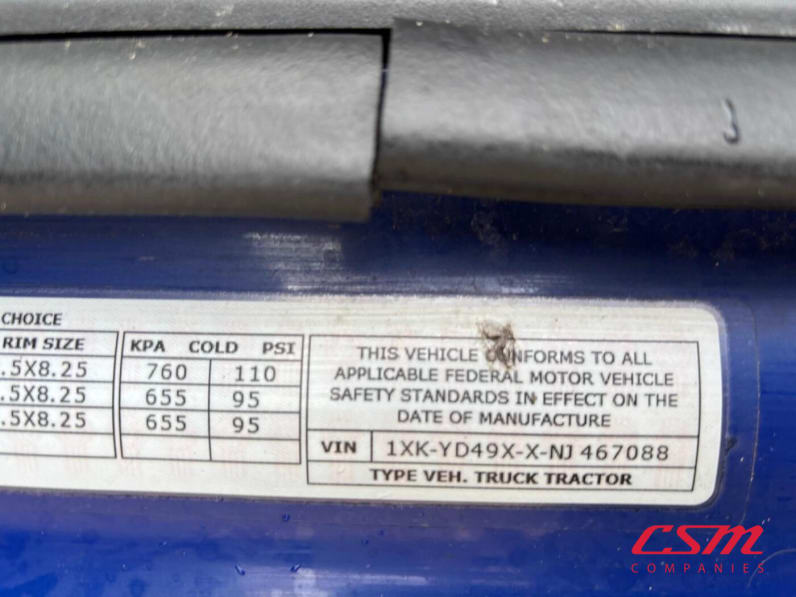 CHOICE
RIM SIZE KPA COLD PSI
.5X8.25 760 110
.5X8.25 655 95
.5X8.25 655 95
THIS VEHICLE CONFORMS TO ALL
APPLICABLE FEDERAL MOTOR VEHICLE
SAFETY STANDARDS IN EFFECT ON THE
DATE OF MANUFACTURE
VIN 1XK-YD49X-X-NJ 467088
TYPE VEH. TRUCK TRACTOR
CSM
COMPANIES